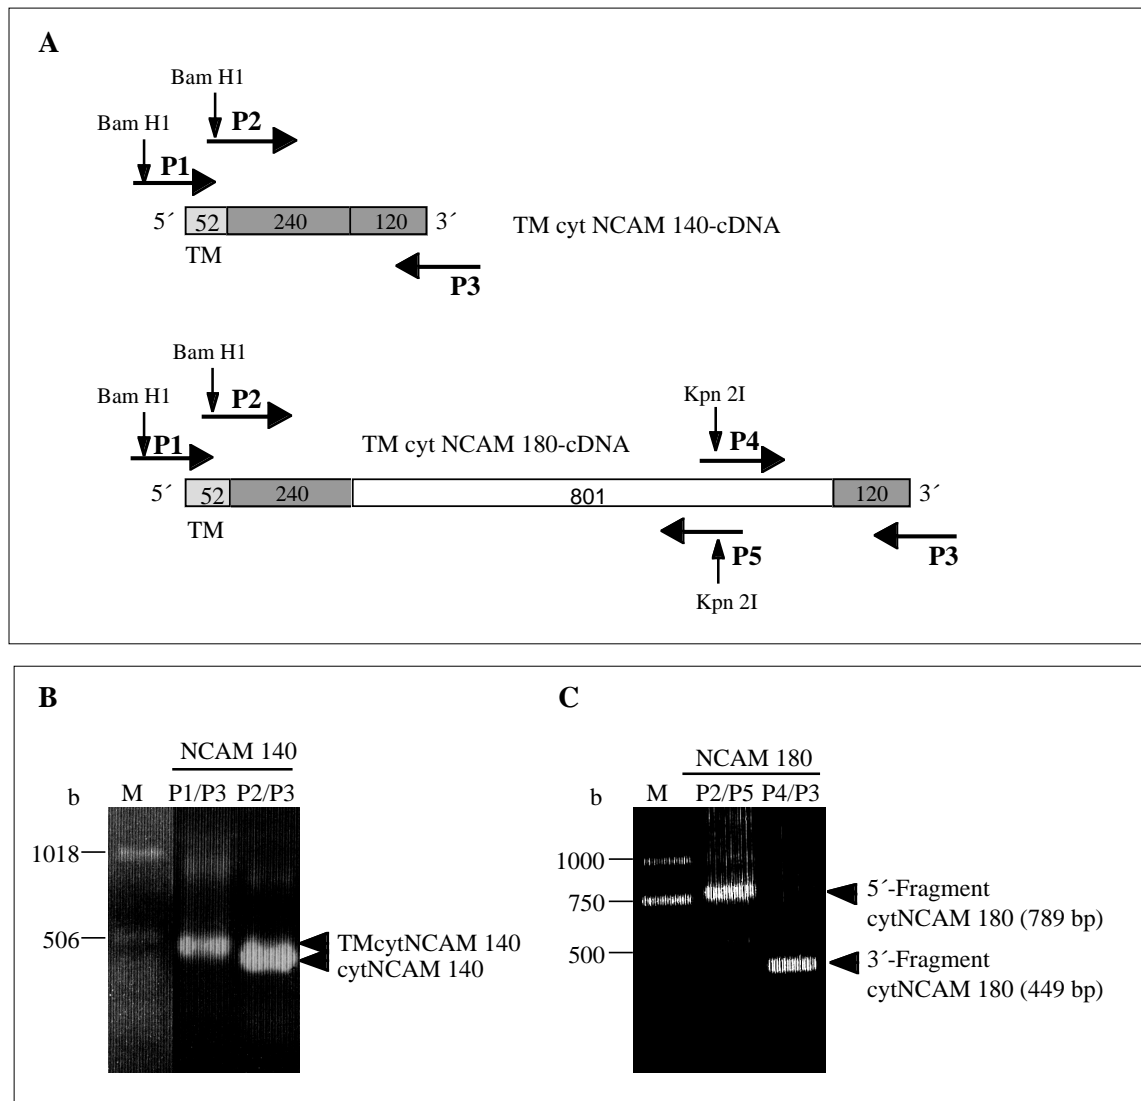 A
Bam H1
Bam H1
P2
P1
5´ 52 240 120 3´
TM cyt NCAM 140-cDNA
TM
P3
Bam H1
Bam H1
P2
Kpn 2I
P1
TM cyt NCAM 180-cDNA
P4
5´ 52 240 801 120 3´
TM
P5
P3
Kpn 2I
B
NCAM 140
b M P1/P3 P2/P3
1018
506
TMcytNCAM 140
cytNCAM 140
C
NCAM 180
b M P2/P5 P4/P3
1000
750
500
5´-Fragment
cytNCAM 180 (789 bp)
3´-Fragment
cytNCAM 180 (449 bp)